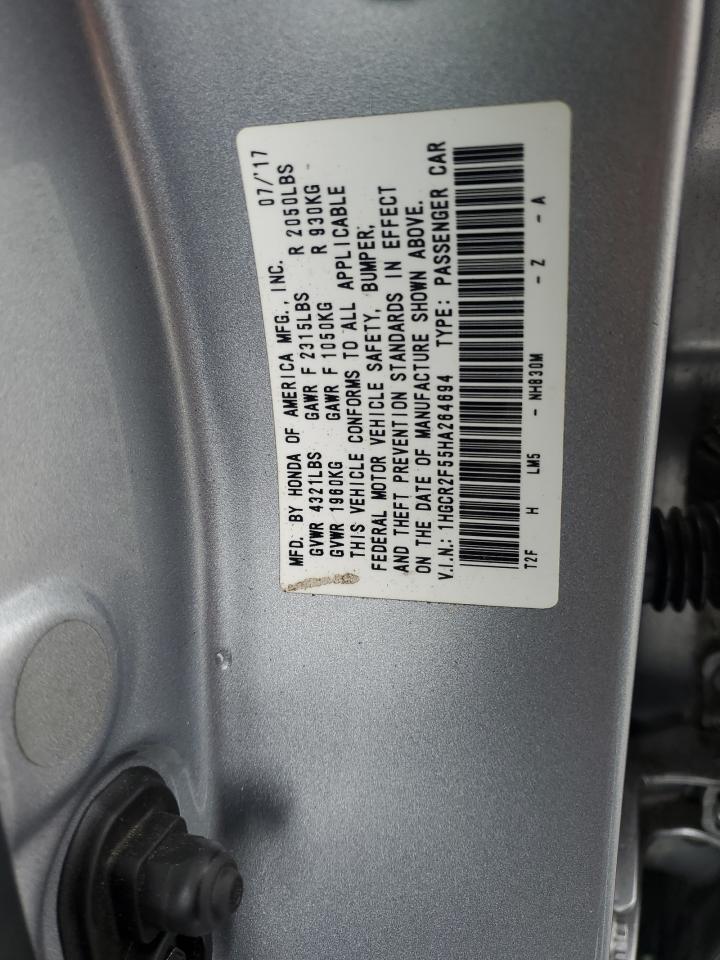 07/'17
MFD. BY HONDA OF AMERICA MFG., INC.
GVWR 4321LBS GAWR F 2315LBS R 2050LBS
GVWR 1960KG GAWR F 1050KG R 930KG
THIS VEHICLE CONFORMS TO ALL APPLICABLE
FEDERAL MOTOR VEHICLE SAFETY, BUMPER,
AND THEFT PREVENTION STANDARDS IN EFFECT
ON THE DATE OF MANUFACTURE SHOWN ABOVE.
V.I.N.: 1HGCR2F55HA264694 TYPE: PASSENGER CAR
T2F H LM5 - NH830M - Z - A